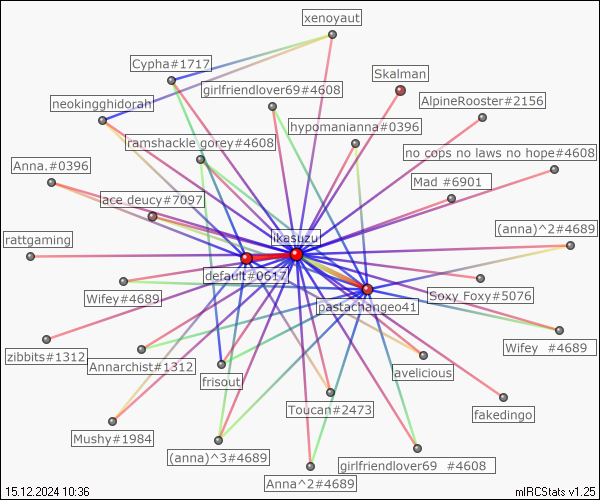 xenoyaut
Cypha#1717
Skalman
girlfriendlover69#4608
AlpineRooster#2156
neokingghidorah
hypomanianna#0396
ramshackle gorey#4608
no cops no laws no hope#4608
Anna.#0396
Mad #6901
ace deucy#7097
(anna)^2#4689
rattgaming
ikasuzu
default#0617
Wifey#4689
Soxy Foxy#5076
pastachangeo41
Wifey #4689
zibbits#1312
Annarchist#1312
avelicious
frisout
Toucan#2473
fakedingo
Mushy#1984
(anna)^3#4689
girlfriendlover69 #4608
Anna^2#4689
15.12.2024 10:36
mIRCStats v1.25